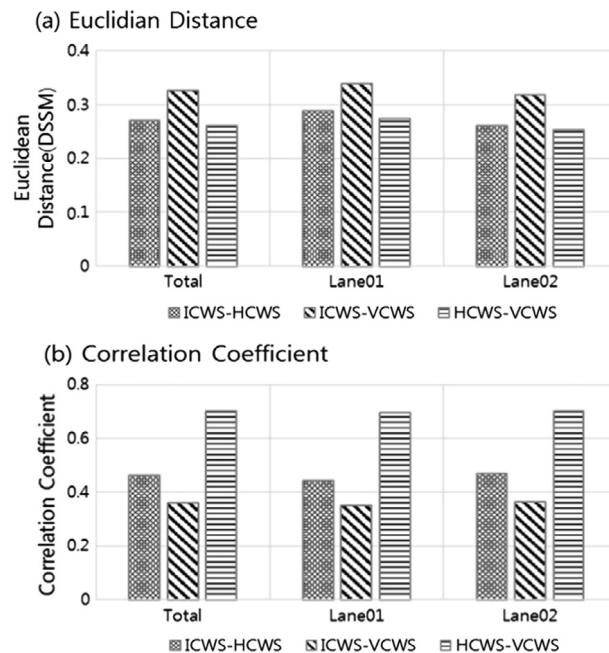 (a) Euclidian Distance
Euclidean
Distance(DSSM)
0.4
0.3
0.2
0.1
0
Total Lane01 Lane02
ICWS-HCWS ICWS-VCWS HCWS-VCWS
(b) Correlation Coefficient
Correlation Coefficient
0.8
0.6
0.4
0.2
0
Total Lane01 Lane02
ICWS-HCWS ICWS-VCWS HCWS-VCWS